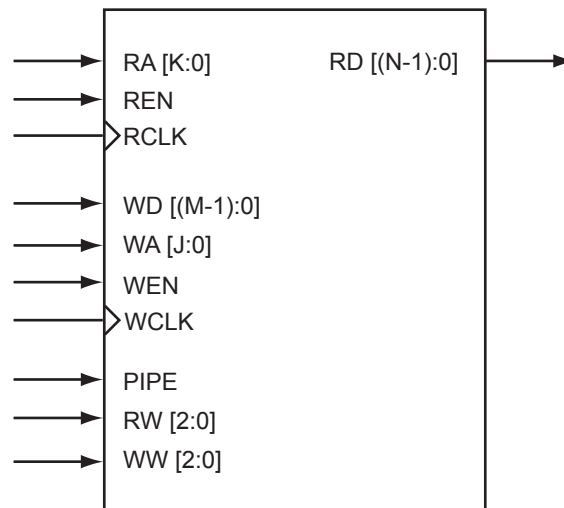 RA [K:0] RD [(N-1):0]
REN
RCLK
WD [(M-1):0]
WA [J:0]
WEN
WCLK
PIPE
RW [2:0]
WW [2:0]